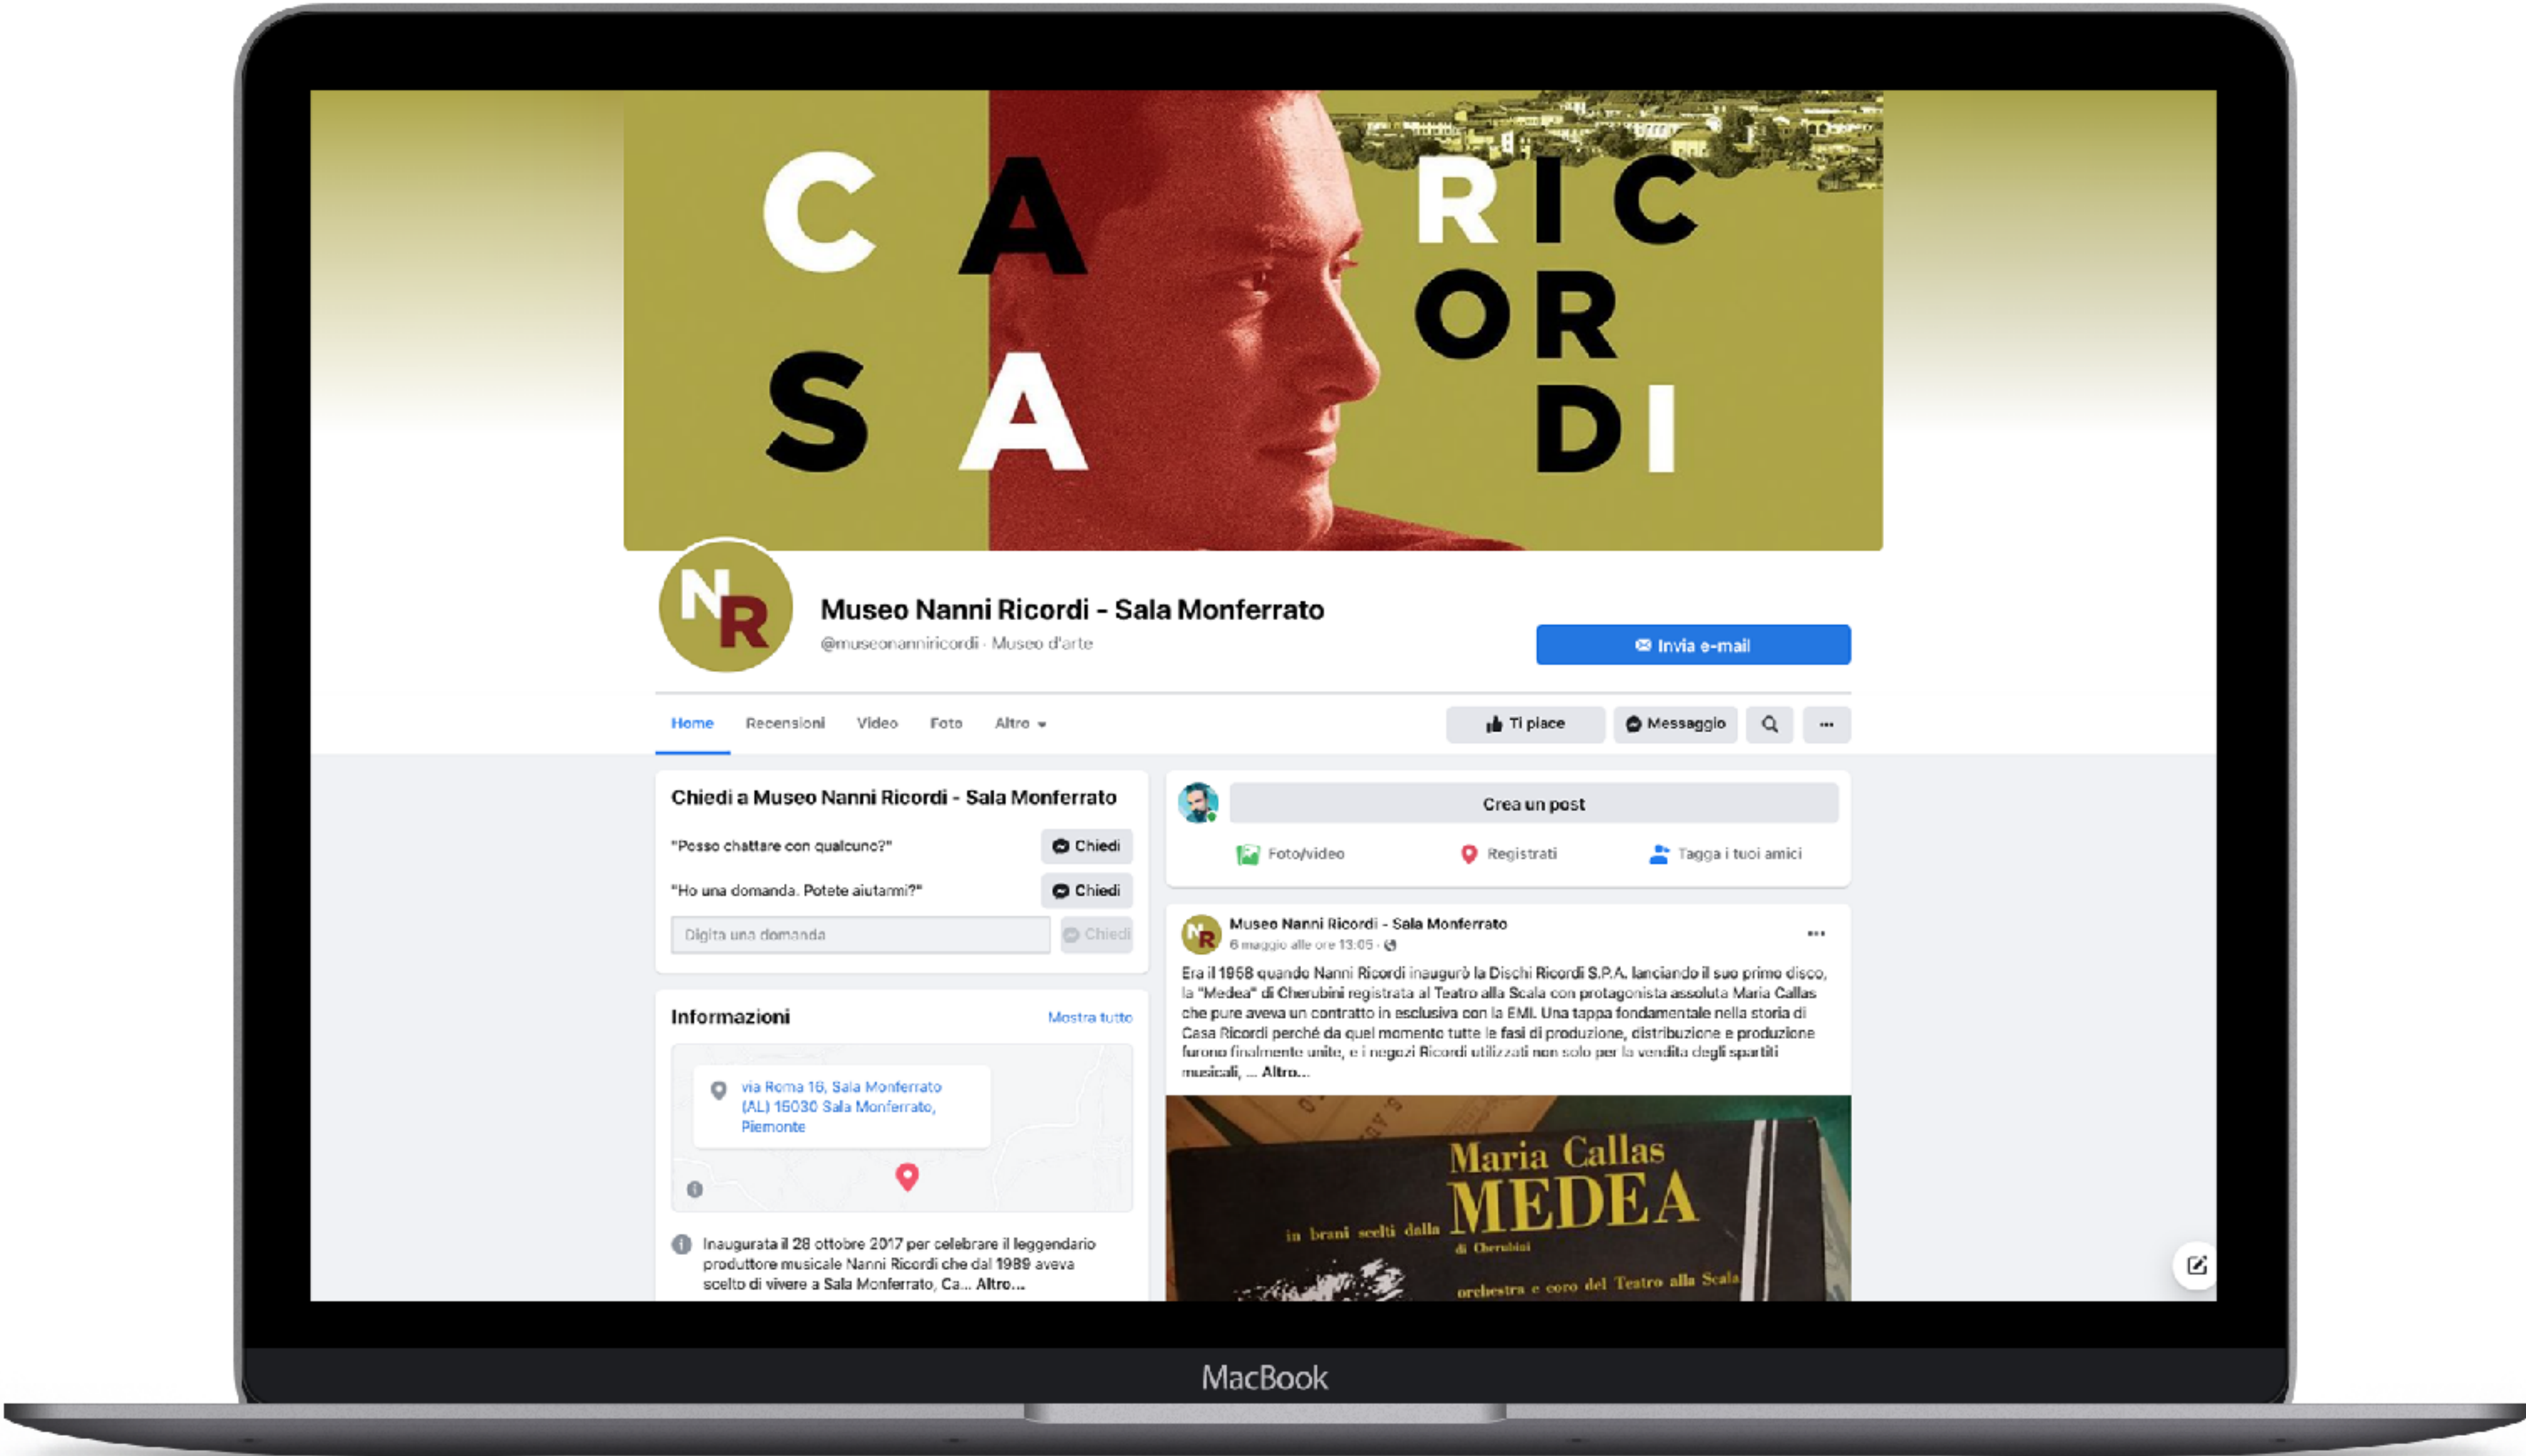 C A
S A
RIC
OR
DI
NR
Museo Nanni Ricordi - Sala Monferrato
@museonanniricordi · Museo d'arte
Invia e-mail
Home Recensioni Video Foto Altro
Ti piace Messaggio
Chiedi a Museo Nanni Ricordi - Sala Monferrato
"Posso chattare con qualcuno?" Chiedi
"Ho una domanda. Potete aiutarmi?" Chiedi
Digita una domanda Chiedi
Informazioni Mostra tutto
via Roma 16, Sala Monferrato
(AL) 15030 Sala Monferrato,
Piemonte
Inaugurata il 28 ottobre 2017 per celebrare il leggendario
produttore musicale Nanni Ricordi che dal 1989 aveva
scelto di vivere a Sala Monferrato, Ca... Altro...
Crea un post
Foto/video Registrati Tagga i tuoi amici
NR
Museo Nanni Ricordi - Sala Monferrato
6 maggio alle ore 13:05 ·
Era il 1958 quando Nanni Ricordi inaugurò la Dischi Ricordi S.P.A. lanciando il suo primo disco,
la "Medea" di Cherubini registrata al Teatro alla Scala con protagonista assoluta Maria Callas
che pure aveva un contratto in esclusiva con la EMI. Una tappa fondamentale nella storia di
Casa Ricordi perché da quel momento tutte le fasi di produzione, distribuzione e produzione
furono finalmente unite, e i negozi Ricordi utilizzati non solo per la vendita degli spartiti
musicali, ... Altro...
Maria Callas
in brani scelti dalla MEDEA
di Cherubini
orchestra e coro del Teatro alla Scala
MacBook